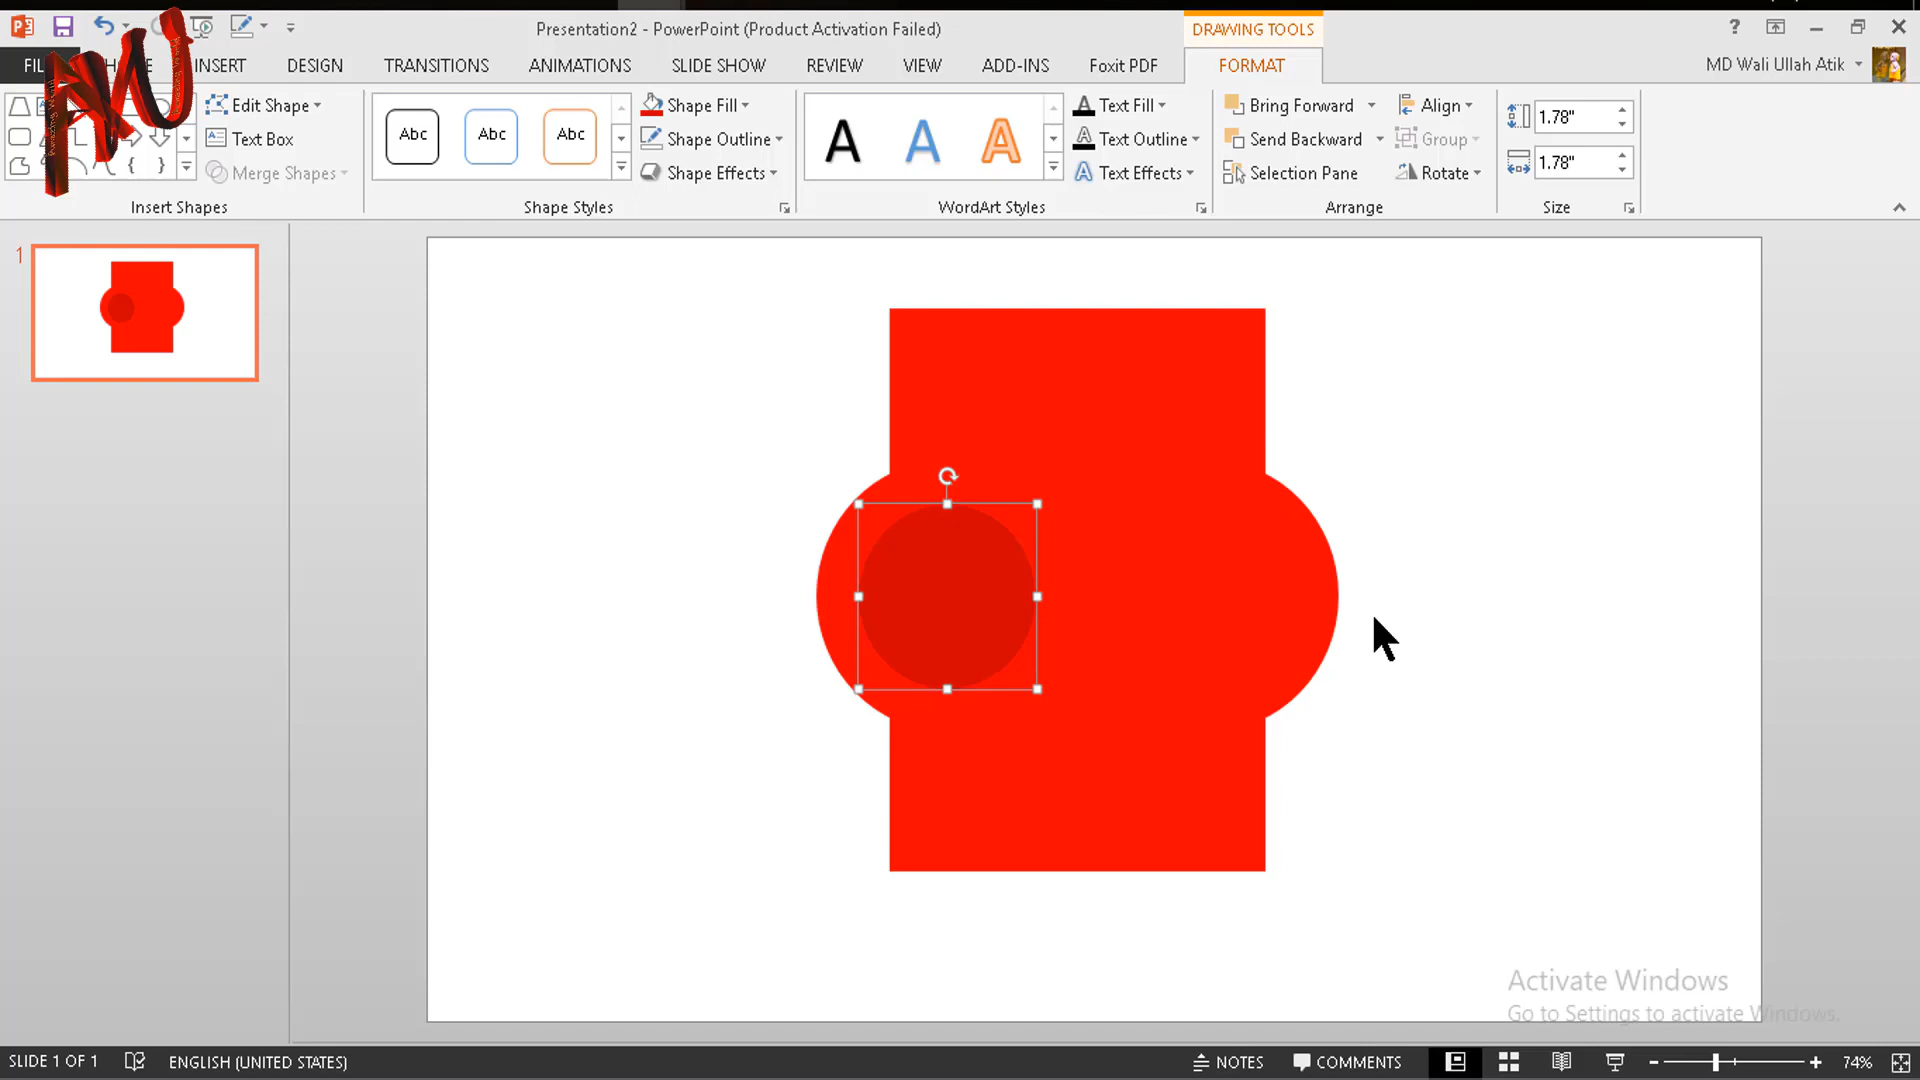 Presentation2 - PowerPoint (Product Activation Failed)
DRAWING TOOLS
?
INSERT
DESIGN
TRANSITIONS
ANIMATIONS
SLIDE SHOW
REVIEW
VIEW
ADD-INS
Foxit PDF
FORMAT
MD Wali Ullah Atik
Edit Shape
Text Box
Merge Shapes
Insert Shapes
Abc
Abc
Abc
Shape Fill
Shape Outline
Shape Effects
Shape Styles
A
A
A
Text Fill
Text Outline
Text Effects
WordArt Styles
Bring Forward
Send Backward
Selection Pane
Align
Group
Rotate
Arrange
1.78"
1.78"
Size
1
Activate Windows
Go to Settings to activate Windows.
SLIDE 1 OF 1
ENGLISH (UNITED STATES)
NOTES
COMMENTS
74%